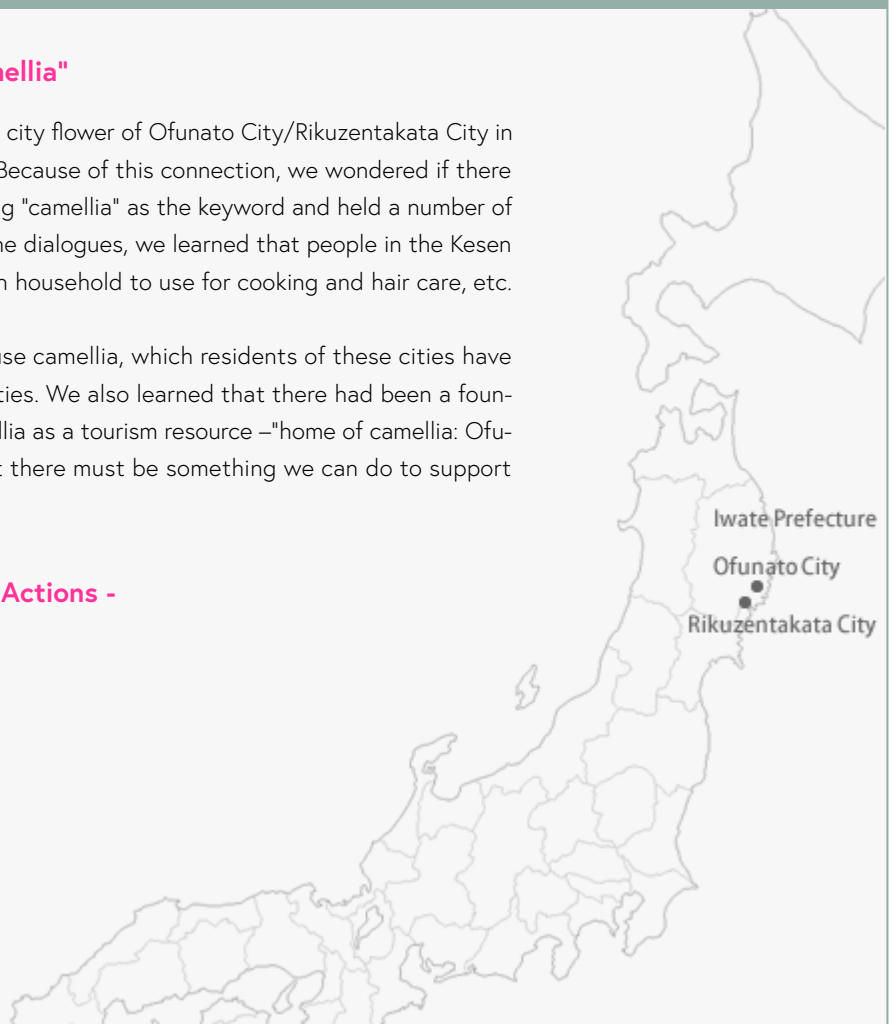 ellia"
city flower of Ofunato City/Rikuzentakata City in
Because of this connection, we wondered if there
g "camellia" as the keyword and held a number of
he dialogues, we learned that people in the Kesen
h household to use for cooking and hair care, etc.
use camellia, which residents of these cities have
ties. We also learned that there had been a foun-
llia as a tourism resource –"home of camellia: Ofu-
t there must be something we can do to support
Actions -
Iwate Prefecture
Ofunato City
Rikuzentakata City